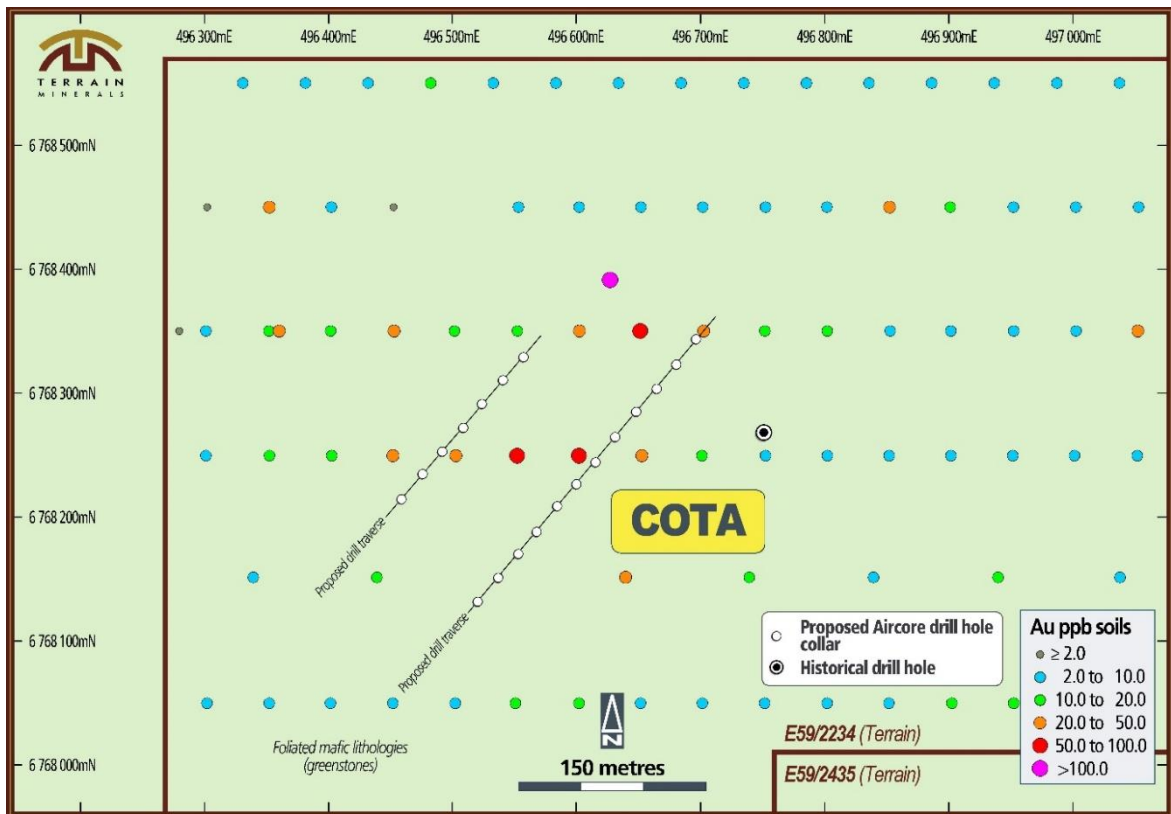 TERRAIN
MINERALS
496 300mE
496 400mE
496 500mE
496 600mE
496 700mE
496 800mE
496 900mE
497 000mE
6 768 500mN
6 768 400mN
6 768 300mN
6 768 200mN
6 768 100mN
6 768 000mN
Proposed drill traverse
Proposed drill traverse
COTA
Proposed Aircore drill hole
collar
Historical drill hole
Au ppb soils
≥ 2.0
2.0 to 10.0
10.0 to 20.0
20.0 to 50.0
50.0 to 100.0
>100.0
Foliated mafic lithologies
(greenstones)
N
150 metres
E59/2234 (Terrain)
E59/2435 (Terrain)